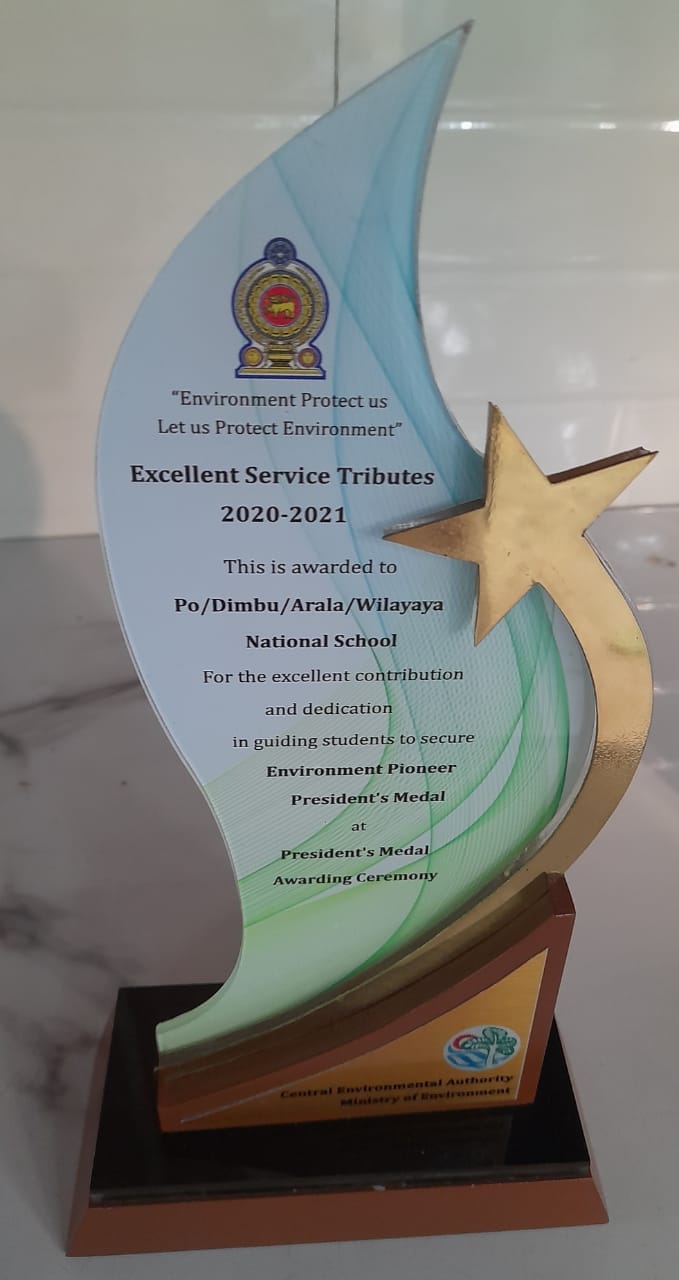 “Environment Protect us
Let us Protect Environment”
Excellent Service Tributes
2020-2021
This is awarded to
Po/Dimbu/Arala/Wilayaya
National School
For the excellent contribution
and dedication
in guiding students to secure
Environment Pioneer
President's Medal
at
President's Medal
Awarding Ceremony
Central Environmental Authority
Ministry of Environment